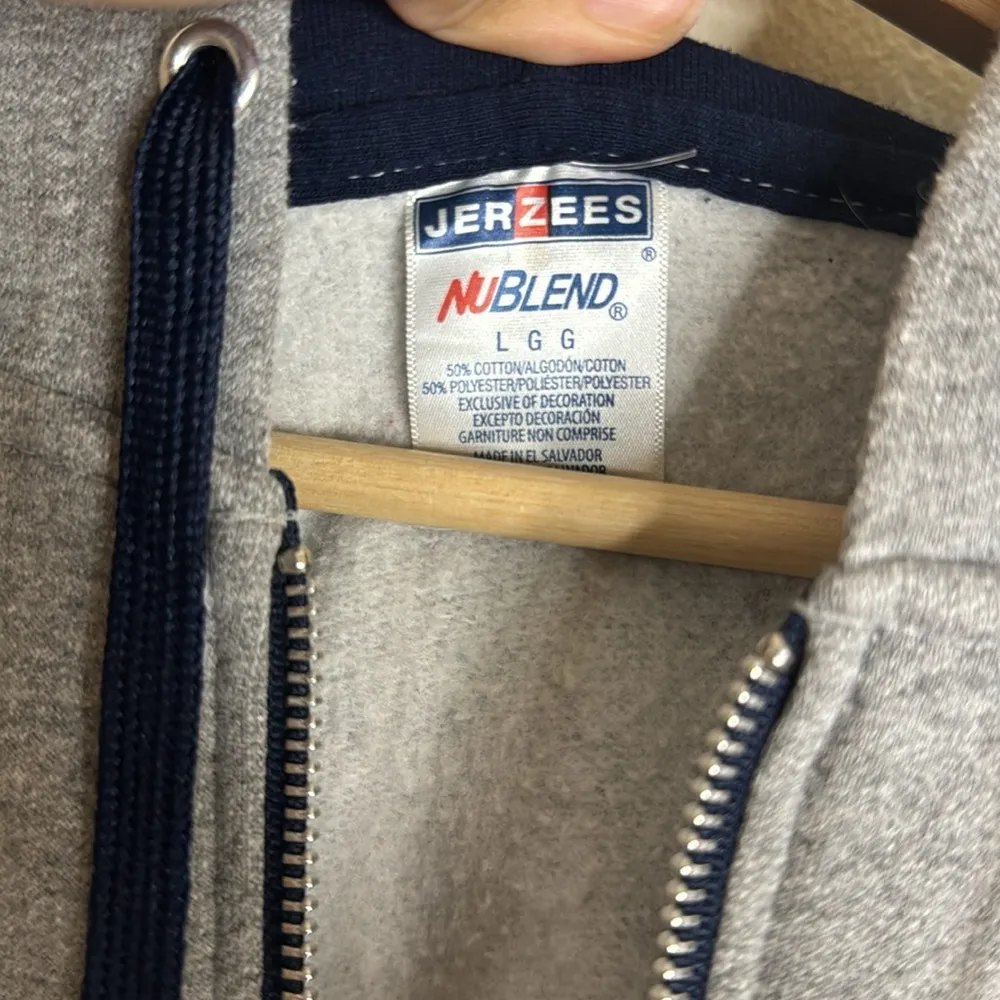 JERZEES
®
NUBLEND®
L G G
50% COTTON/ALGODÓN/COTON
50% POLYESTER/POLIÉSTER/POLYESTER
EXCLUSIVE OF DECORATION
EXCEPTO DECORACIÓN
GARNITURE NON COMPRISE
MADE IN EL SALVADOR